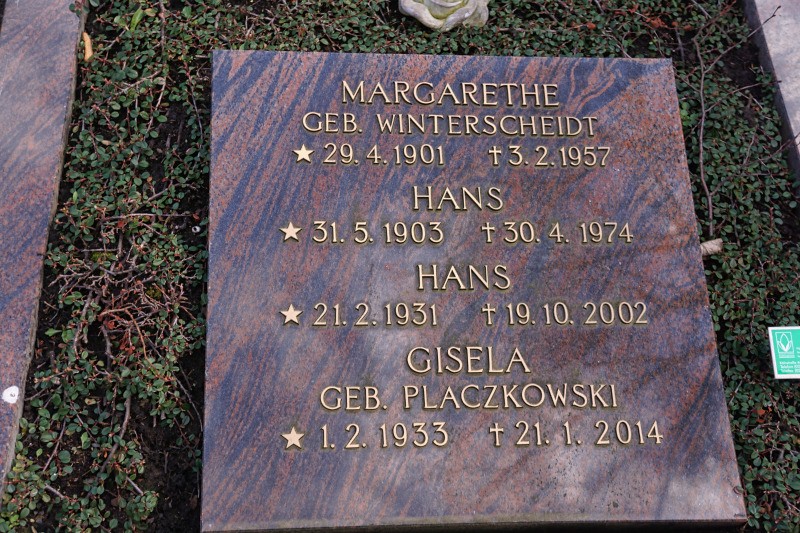 MARGARETHE
GEB. WINTERSCHEIDT
★ 29. 4. 1901 ✝ 3. 2. 1957
HANS
★ 31. 5. 1903 ✝ 30. 4. 1974
HANS
★ 21. 2. 1931 ✝ 19. 10. 2002
GISELA
GEB. PLACZKOWSKI
★ 1. 2. 1933 ✝ 21. 1. 2014